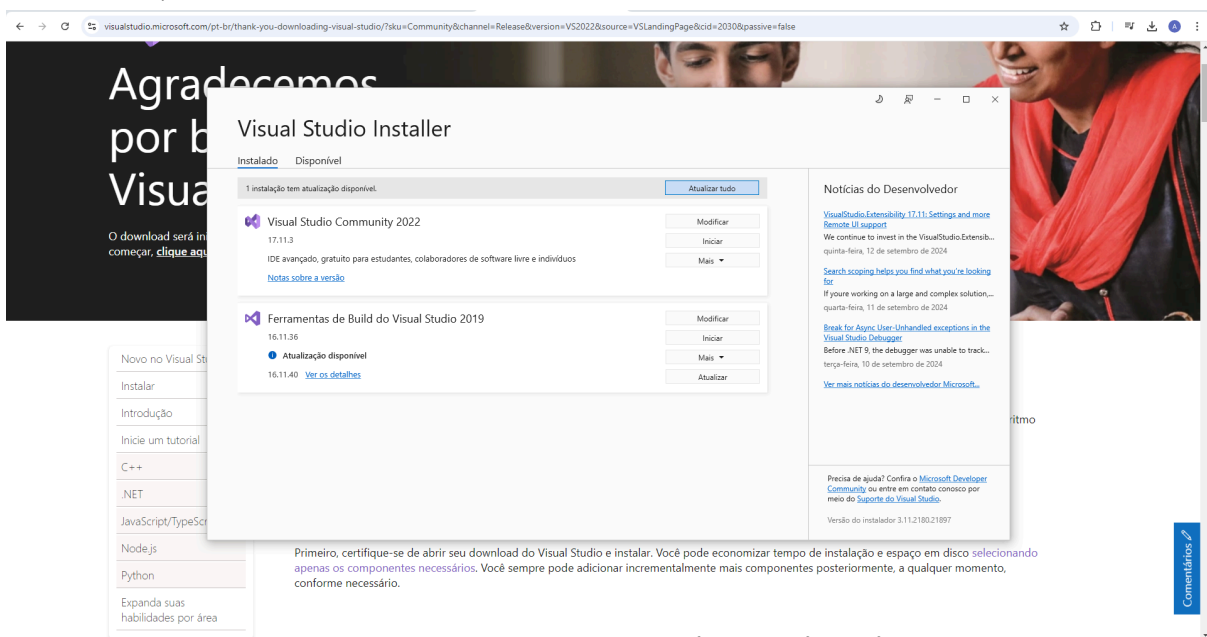 visualstudio.microsoft.com/pt-br/thank-you-downloading-visual-studio/?sku=Community&channel=Release&version=VS2022&source=VSLandingPage&cid=2030&passive=false
A
Agradecemos
por b
Visua
O download será ini
começar, clique aqu
Visual Studio Installer
Instalado Disponível
1 instalação tem atualização disponível.
Atualizar tudo
Visual Studio Community 2022
17.11.3
IDE avançado, gratuito para estudantes, colaboradores de software livre e indivíduos
Notas sobre a versão
Modificar
Iniciar
Mais
Ferramentas de Build do Visual Studio 2019
16.11.36
Atualização disponível
16.11.40 Ver os detalhes
Modificar
Iniciar
Mais
Atualizar
Notícias do Desenvolvedor
VisualStudio.Extensibility 17.11: Settings and more
Remote UI support
We continue to invest in the VisualStudio.Extensib...
quinta-feira, 12 de setembro de 2024
Search scoping helps you find what you're looking
for
If youre working on a large and complex solution,...
quarta-feira, 11 de setembro de 2024
Break for Async User-Unhandled exceptions in the
Visual Studio Debugger
Before .NET 9, the debugger was unable to track...
terça-feira, 10 de setembro de 2024
Ver mais notícias do desenvolvedor Microsoft...
Precisa de ajuda? Confira o Microsoft Developer
Community ou entre em contato conosco por
meio do Suporte do Visual Studio.
Versão do instalador 3.11.2180.21897
Novo no Visual St
Instalar
Introdução
Inicie um tutorial
C++
.NET
JavaScript/TypeScr
Node.js
Python
Expanda suas
habilidades por área
ritmo
Primeiro, certifique-se de abrir seu download do Visual Studio e instalar. Você pode economizar tempo de instalação e espaço em disco selecionando
apenas os componentes necessários. Você sempre pode adicionar incrementalmente mais componentes posteriormente, a qualquer momento,
conforme necessário.
Comentários